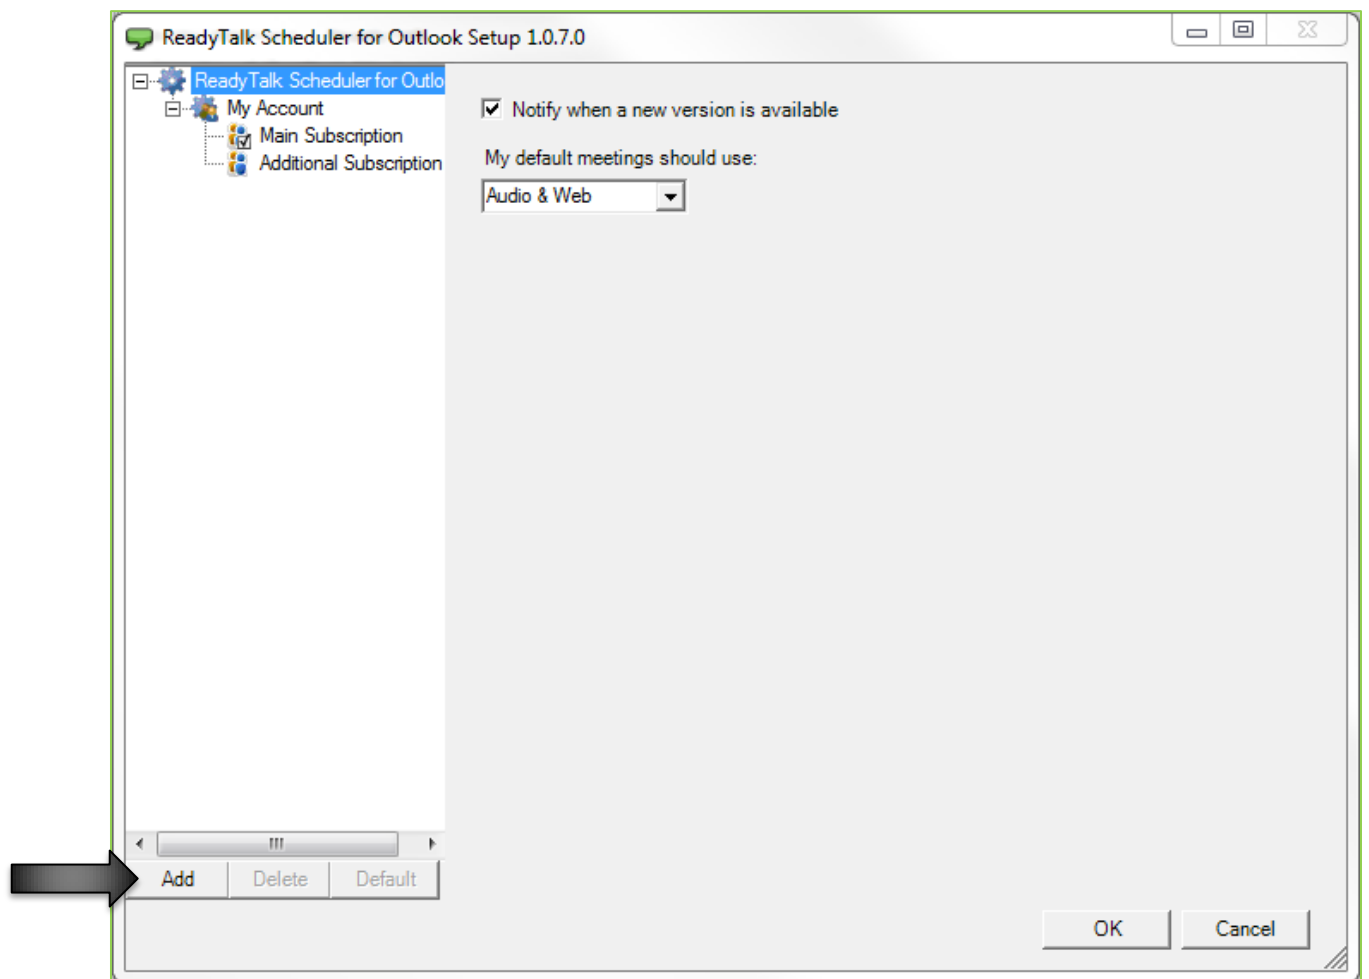 ReadyTalk Scheduler for Outlook Setup 1.0.7.0
ReadyTalk Scheduler for Outlo
My Account
Main Subscription
Additional Subscription
Notify when a new version is available
My default meetings should use:
Audio & Web
Add Delete Default
OK Cancel